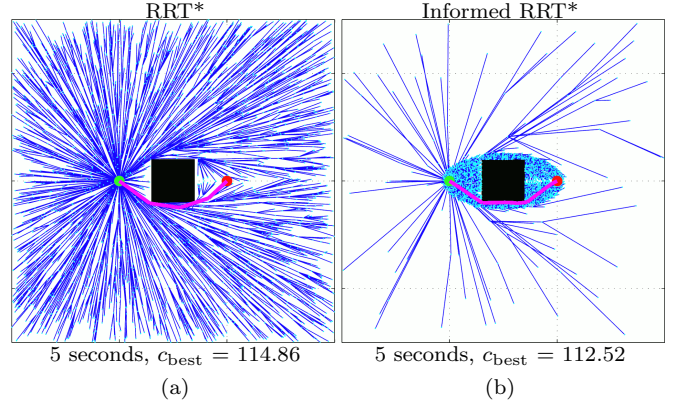 RRT* Informed RRT*
5 seconds, c_best = 114.86 5 seconds, c_best = 112.52
(a) (b)